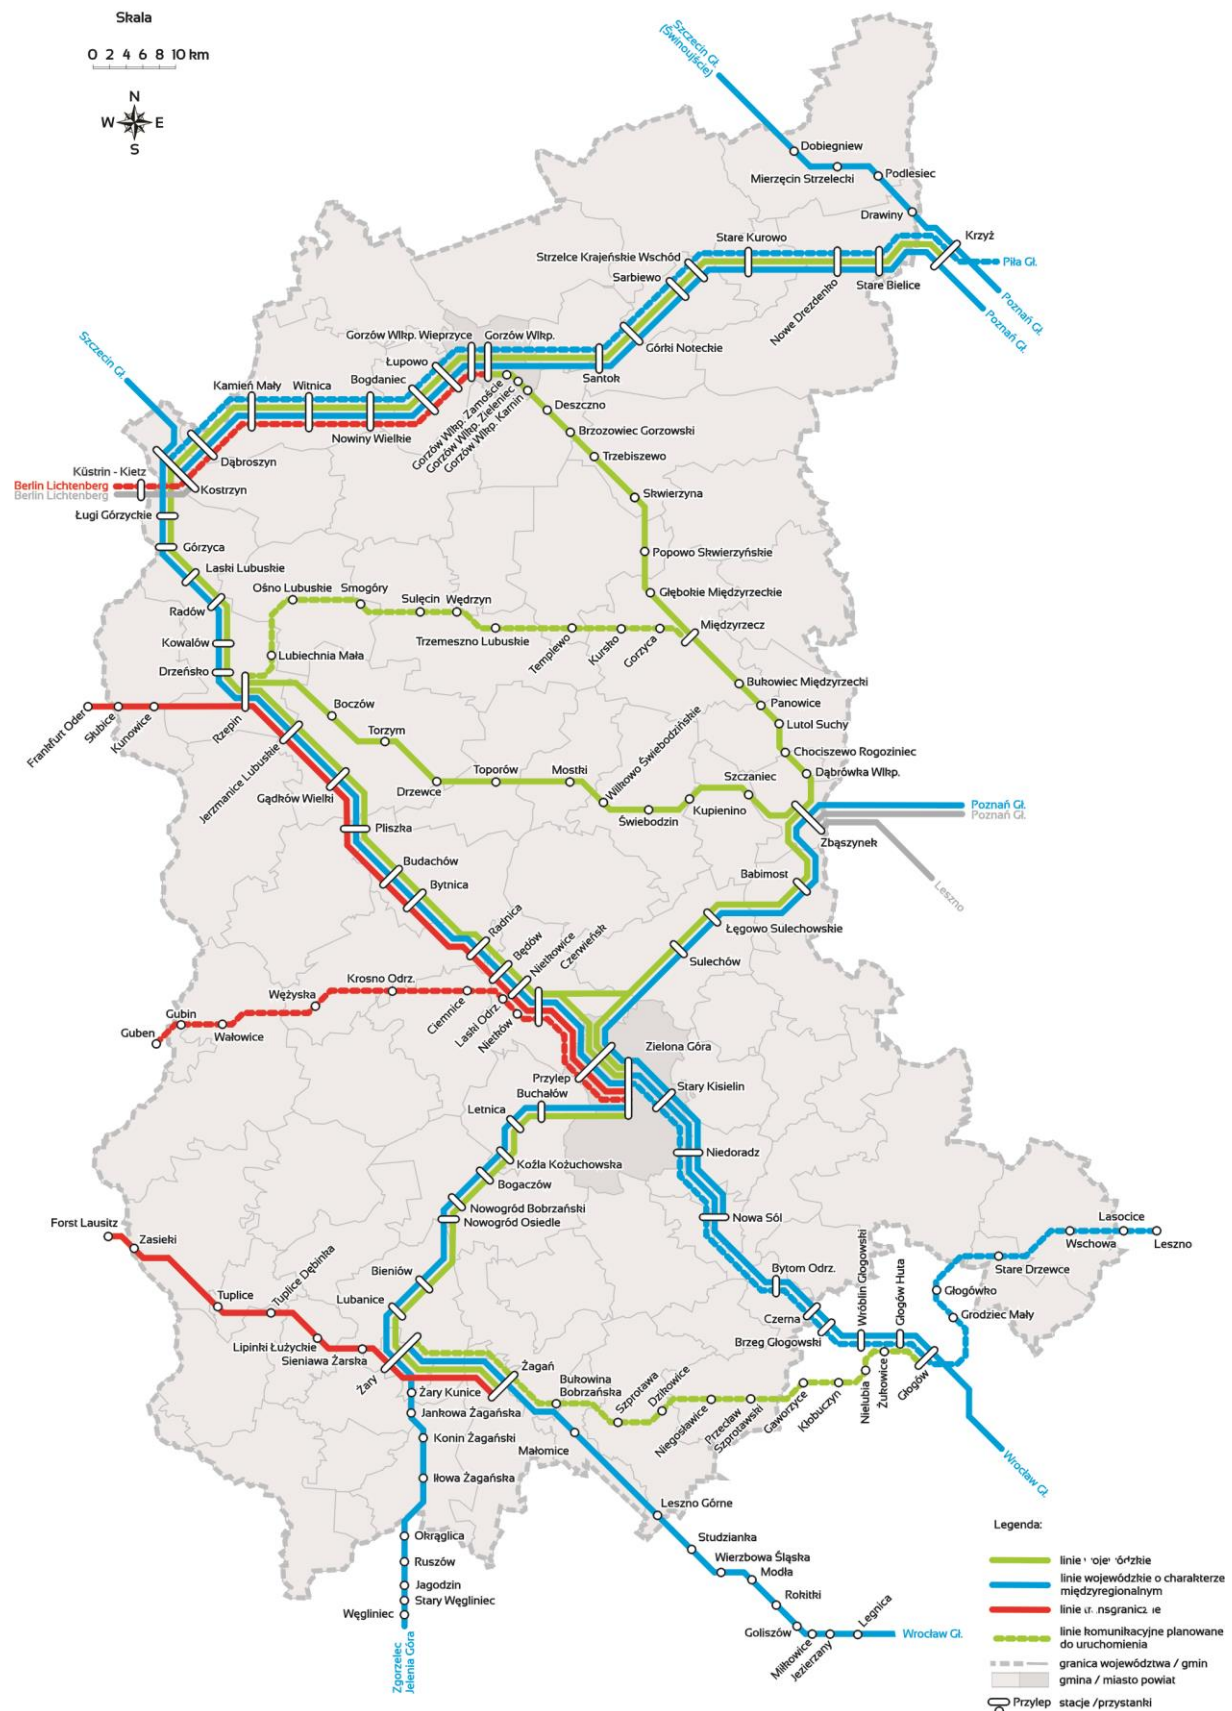 Skala
0 2 4 6 8 10 km
N
W E
S
Szczecin Gł.
(Świnoujście)
Dobiegniew
Mierzęcin Strzelecki
Podlesiec
Drawiny
Krzyż
Piła Gł.
Poznań Gł.
Poznań Gł.
Stare Kurowo
Strzelce Krajeńskie Wschód
Sarbiewo
Nowe Drezdenko
Stare Bielice
Górki Noteckie
Santok
Gorzów Wlkp. Wieprzyce
Gorzów Wlkp.
Łupowo
Bogdaniec
Szczecin Gł.
Kamień Mały
Witnica
Nowiny Wielkie
Gorzów Wlkp. Zamoście
Gorzów Wlkp. Zieleniec
Gorzów Wlkp. Karnin
Deszczno
Brzozowiec Gorzowski
Trzebiszewo
Skwierzyna
Dąbroszyn
Küstrin - Kietz
Berlin Lichtenberg
Berlin Lichtenberg
Kostrzyn
Ługi Górzyckie
Górzyca
Laski Lubuskie
Radów
Kowalów
Drzeńsko
Popowo Skwierzyńskie
Głębokie Międzyrzeckie
Ośno Lubuskie
Smogóry
Sulęcin
Wędrzyn
Trzemeszno Lubuskie
Templewo
Kursko
Gorzyca
Międzyrzecz
Lubiechnia Mała
Bukowiec Międzyrzecki
Panowice
Lutol Suchy
Chociszewo Rogoziniec
Dąbrówka Wlkp.
Frankfurt Oder
Słubice
Kunowice
Rzepin
Boczów
Torzym
Drzewce
Toporów
Mostki
Wilkowo Świebodzińskie
Świebodzin
Kupienino
Szczaniec
Poznań Gł.
Poznań Gł.
Zbąszynek
Leszno
Jerzmanice Lubuskie
Gądków Wielki
Pliszka
Budachów
Bytnica
Babimost
Łęgowo Sulechowskie
Sulechów
Radnica
Będów
Nietkowice
Czerwieńsk
Krosno Odrz.
Wężyska
Gubin
Guben
Wałowice
Ciemnice
Laski Odrz.
Nietków
Zielona Góra
Przylep
Stary Kisielin
Buchałów
Letnica
Niedoradz
Koźla Kożuchowska
Bogaczów
Nowogród Bobrzański
Nowogród Osiedle
Nowa Sól
Lasocice
Wschowa
Leszno
Stare Drzewce
Forst Lausitz
Zasieki
Tuplice
Tuplice Dębinka
Bieniów
Lubanice
Bytom Odrz.
Wróblin Głogowski
Głogów Huta
Głogówko
Grodziec Mały
Czerna
Brzeg Głogowski
Lipinki Łużyckie
Sieniawa Żarska
Żary
Żagań
Bukowina
Bobrzańska
Szprotawa
Dzikowice
Niegosławice
Przecław
Szprotawski
Gaworzyce
Kłobuczyn
Nielubia
Żukowice
Głogów
Wrocław Gł.
Żary Kunice
Jankowa Żagańska
Konin Żagański
Iłowa Żagańska
Małomice
Leszno Górne
Studzianka
Wierzbowa Śląska
Modła
Rokitki
Goliszów
Miłkowice
Jezierzany
Legnica
Wrocław Gł.
Okrąglica
Ruszów
Jagodzin
Stary Węgliniec
Węgliniec
Zgorzelec
Jelenia Góra
Legenda:
linie
linie wojewódzkie o charakterze
międzyregionalnym
linie
linie komunikacyjne planowane
do uruchomienia
granica województwa / gmin
gmina / miasto powiat
Przylep stacje /przystanki